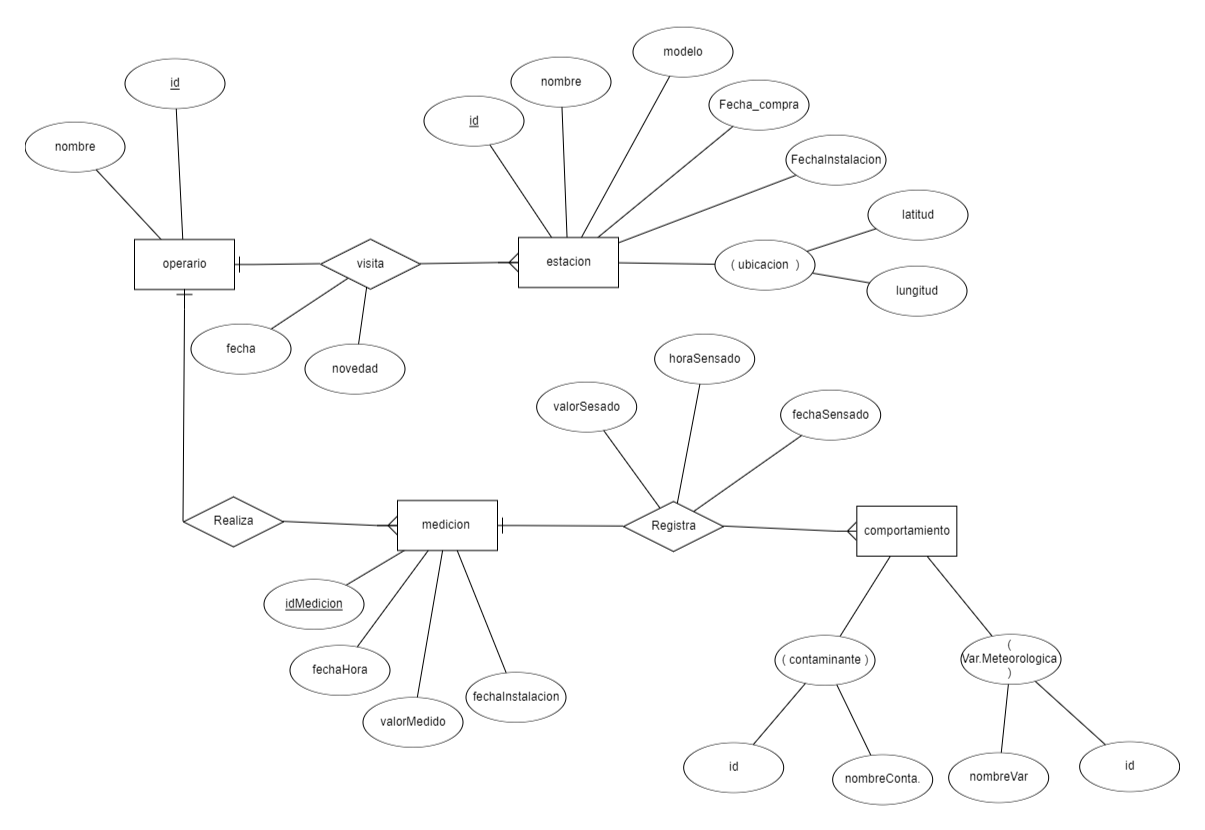 modelo
id
nombre
nombre
Fecha_compra
id
FechaInstalacion
latitud
operario
visita
estacion
( ubicacion )
lungitud
fecha
novedad
horaSensado
valorSesado
fechaSensado
Realiza
medicion
Registra
comportamiento
idMedicion
fechaHora
valorMedido
fechaInstalacion
( contaminante )
(
Var.Meteorologica
)
id
nombreConta.
nombreVar
id